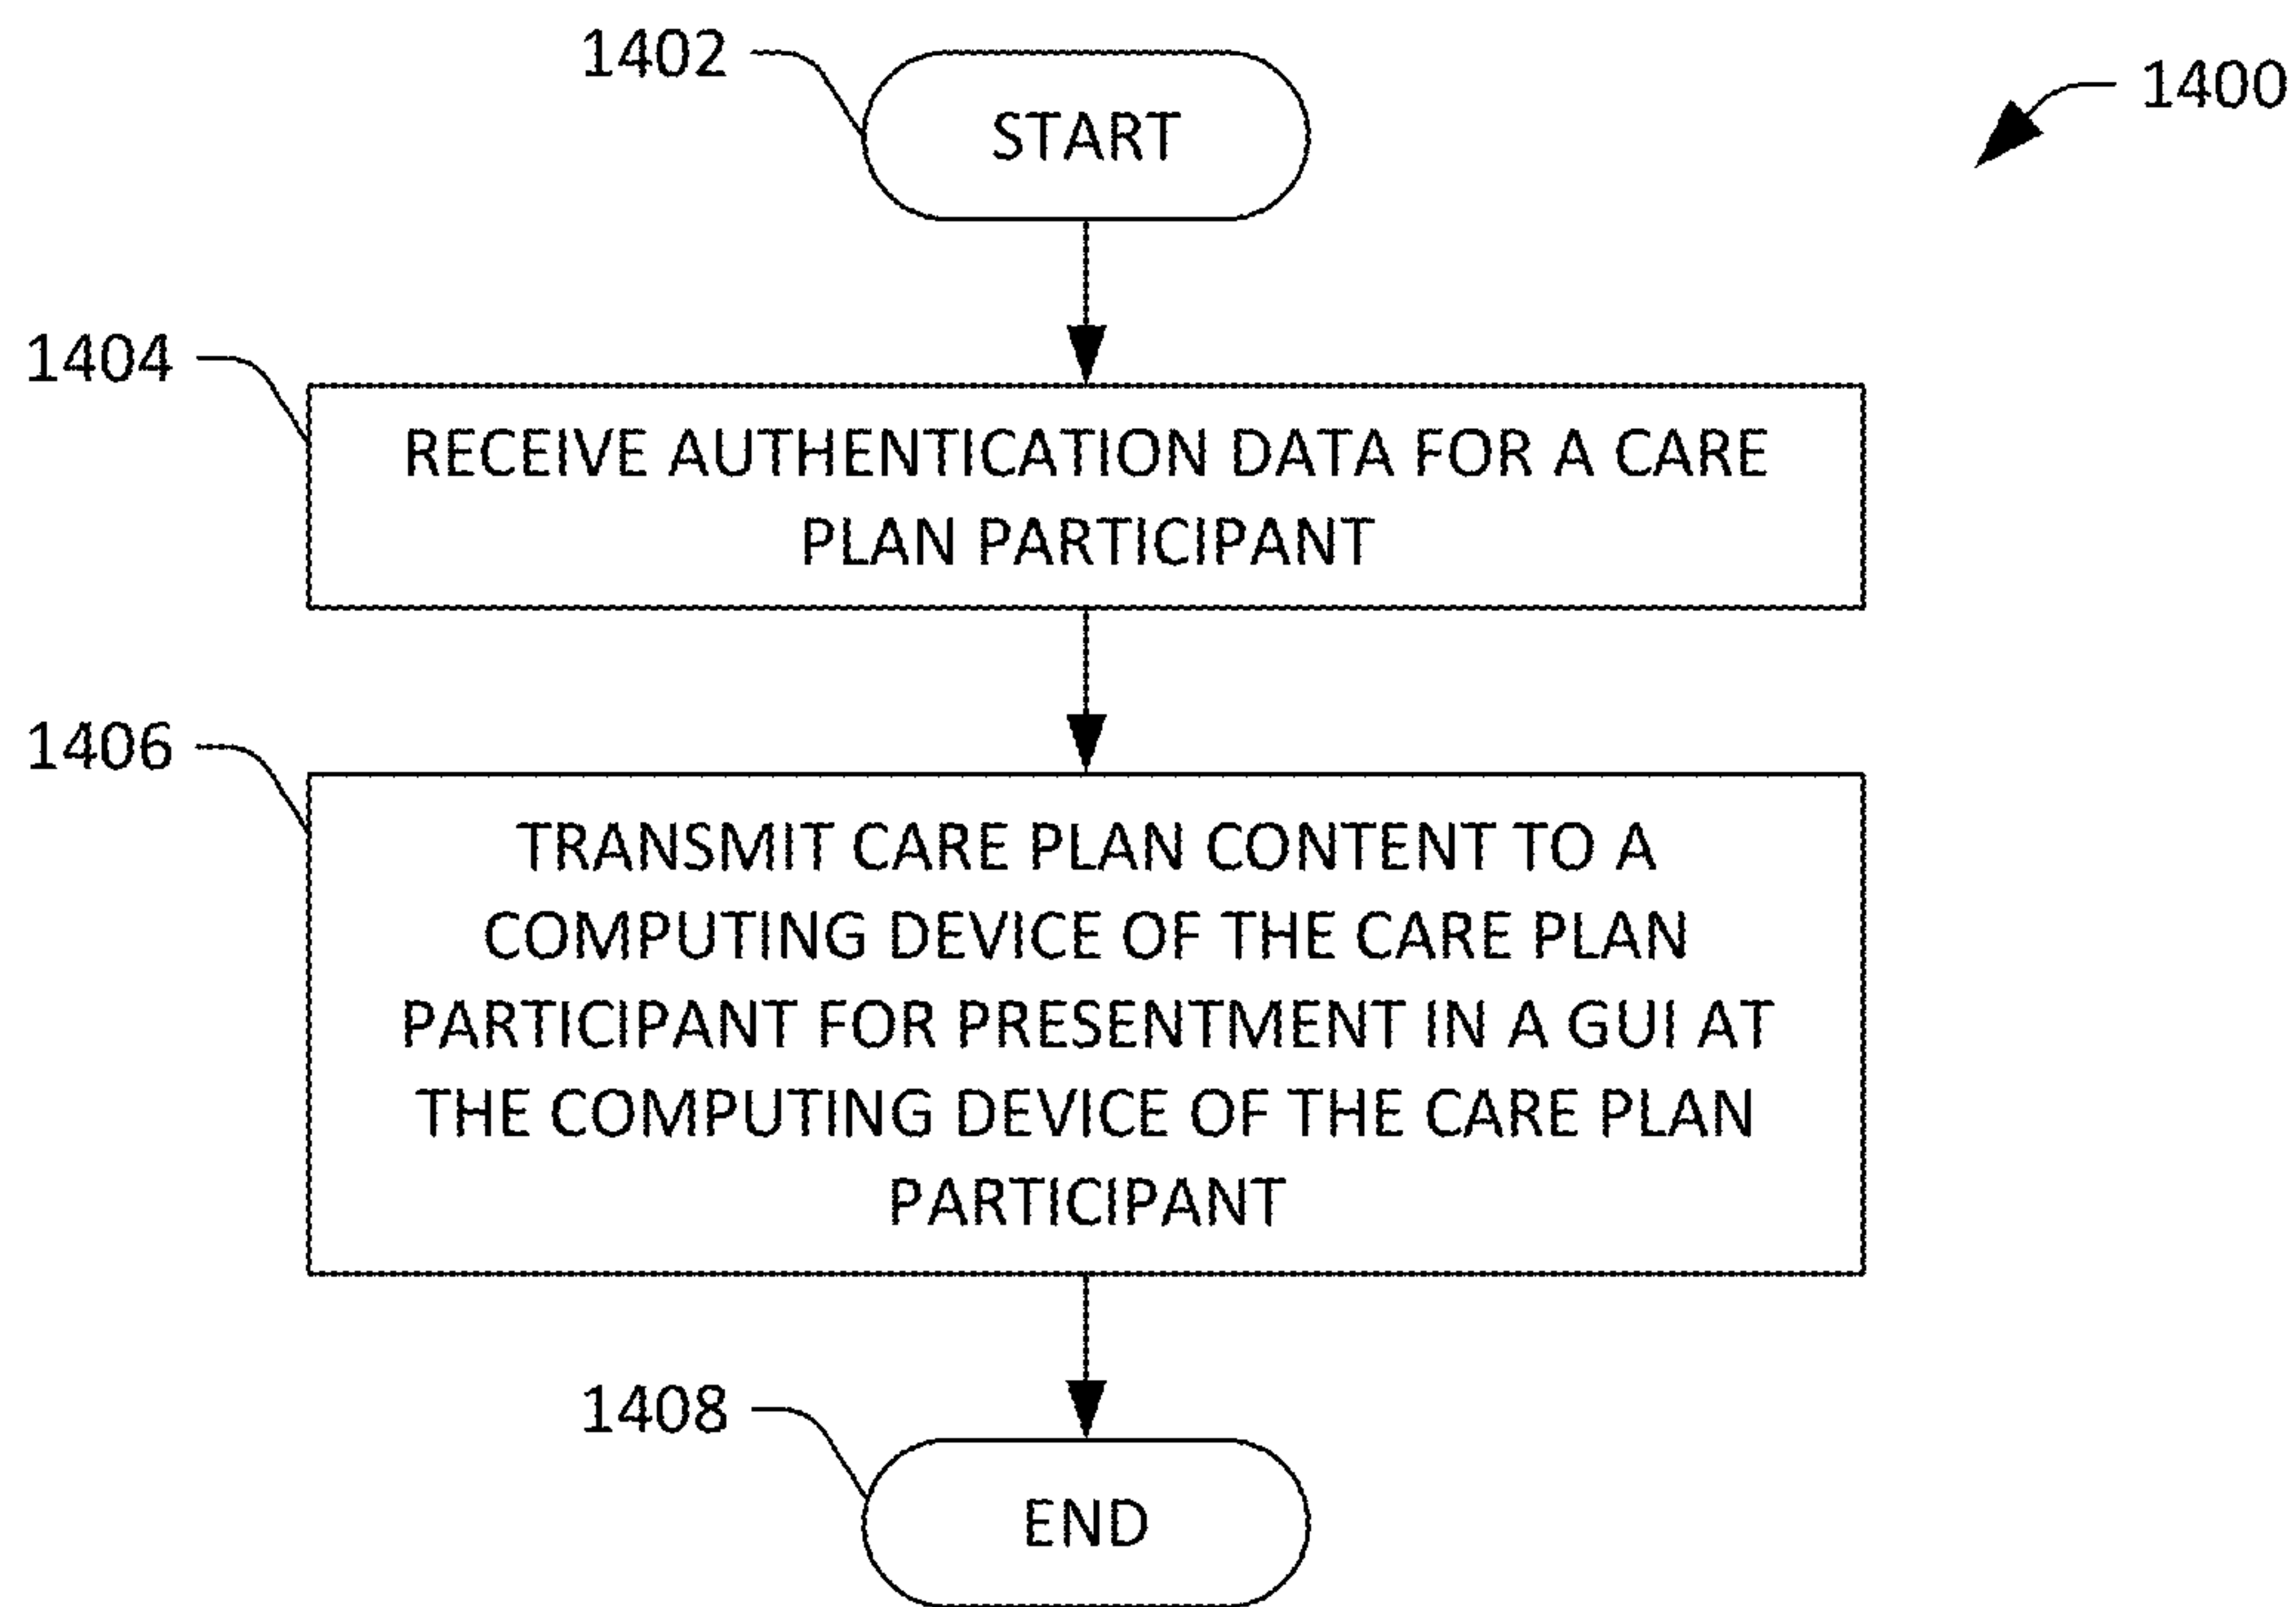 1402
START
1400
1404
RECEIVE AUTHENTICATION DATA FOR A CARE
PLAN PARTICIPANT
1406
TRANSMIT CARE PLAN CONTENT TO A
COMPUTING DEVICE OF THE CARE PLAN
PARTICIPANT FOR PRESENTMENT IN A GUI AT
THE COMPUTING DEVICE OF THE CARE PLAN
PARTICIPANT
1408
END